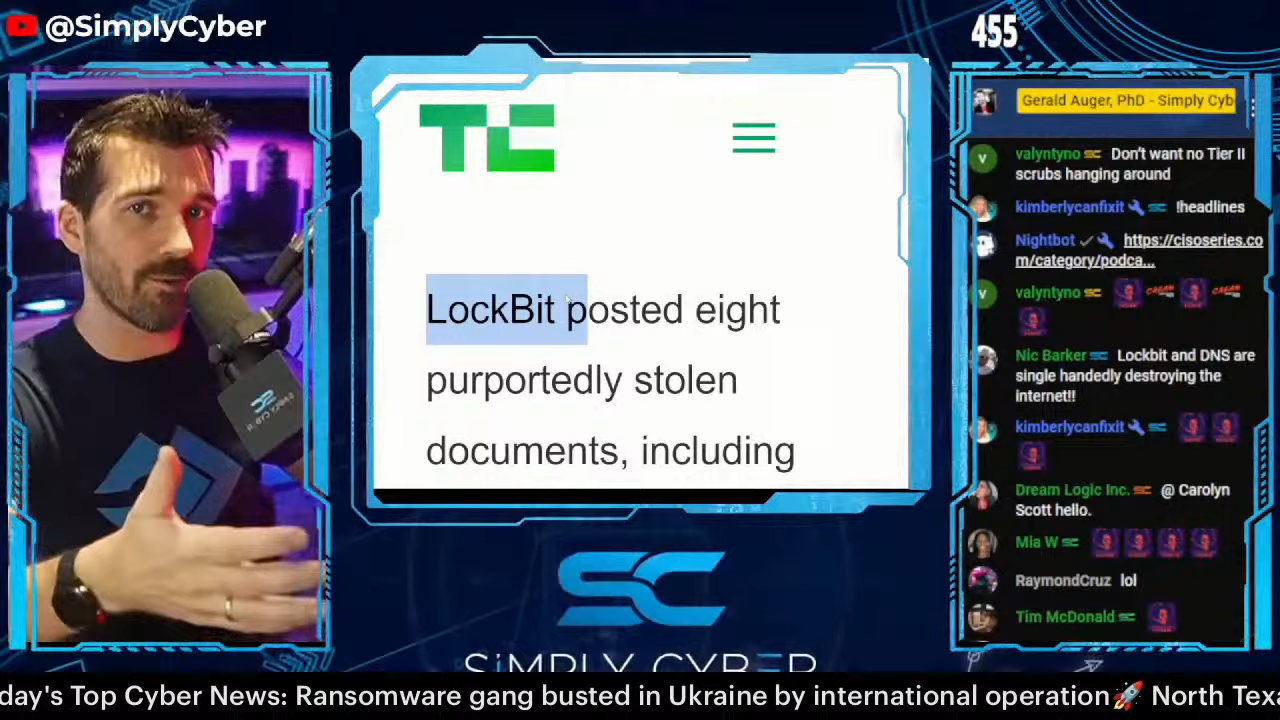 @SimplyCyber
455
TC
LockBit posted eight
purportedly stolen
documents, including
SC
SiMPLY CYBER
Gerald Auger, PhD - Simply Cyb
valyntyno Don't want no Tier II
scrubs hanging around
kimberlycanfixit !headlines
Nightbot https://cisoseries.co
m/category/podca...
valyntyno
Nic Barker Lockbit and DNS are
single handedly destroying the
internet!!
kimberlycanfixit
Dream Logic Inc. @ Carolyn
Scott hello.
Mia W
RaymondCruz lol
Tim McDonald
day's Top Cyber News: Ransomware gang busted in Ukraine by international operation🚀 North Texa